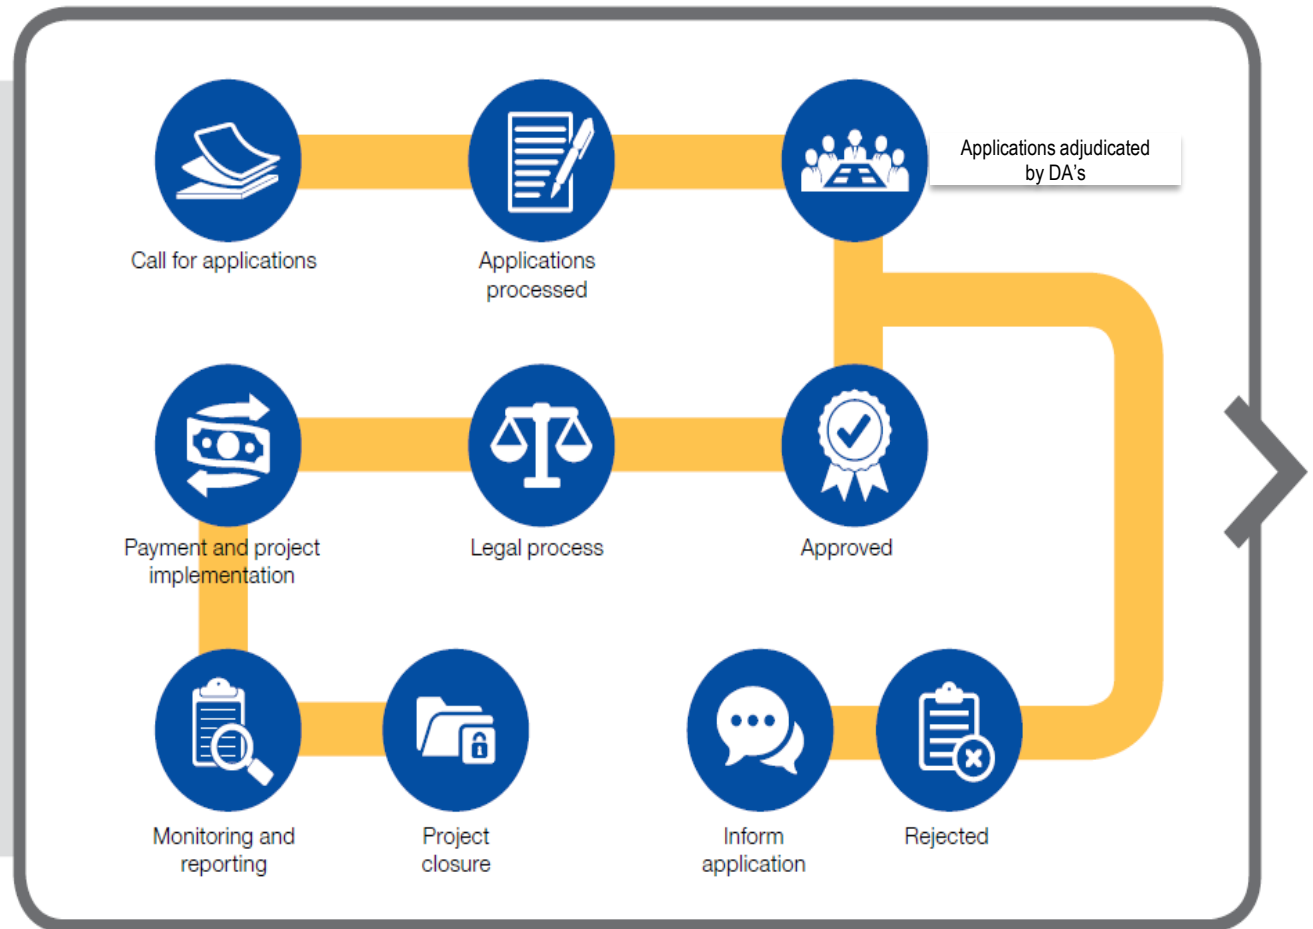 Call for applications
Applications
processed
Applications adjudicated
by DA's
Payment and project
implementation
Legal process
Approved
Monitoring and
reporting
Project
closure
Inform
application
Rejected